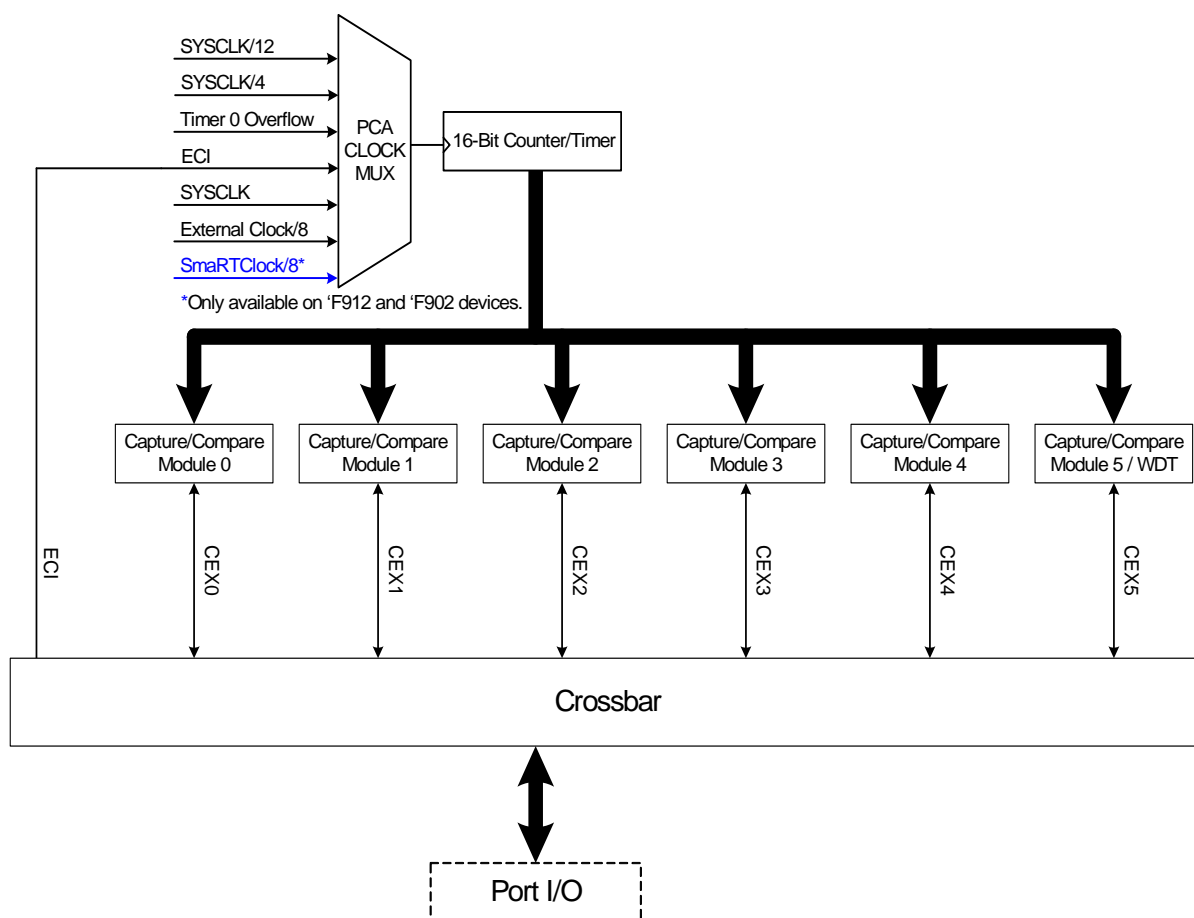 SYSCLK/12
SYSCLK/4
Timer 0 Overflow
ECI
SYSCLK
External Clock/8
SmaRTClock/8*
PCA
CLOCK
MUX
16-Bit Counter/Timer
*Only available on ‘F912 and ‘F902 devices.
Capture/Compare
Module 0
Capture/Compare
Module 1
Capture/Compare
Module 2
Capture/Compare
Module 3
Capture/Compare
Module 4
Capture/Compare
Module 5 / WDT
ECI
CEX0
CEX1
CEX2
CEX3
CEX4
CEX5
Crossbar
Port I/O